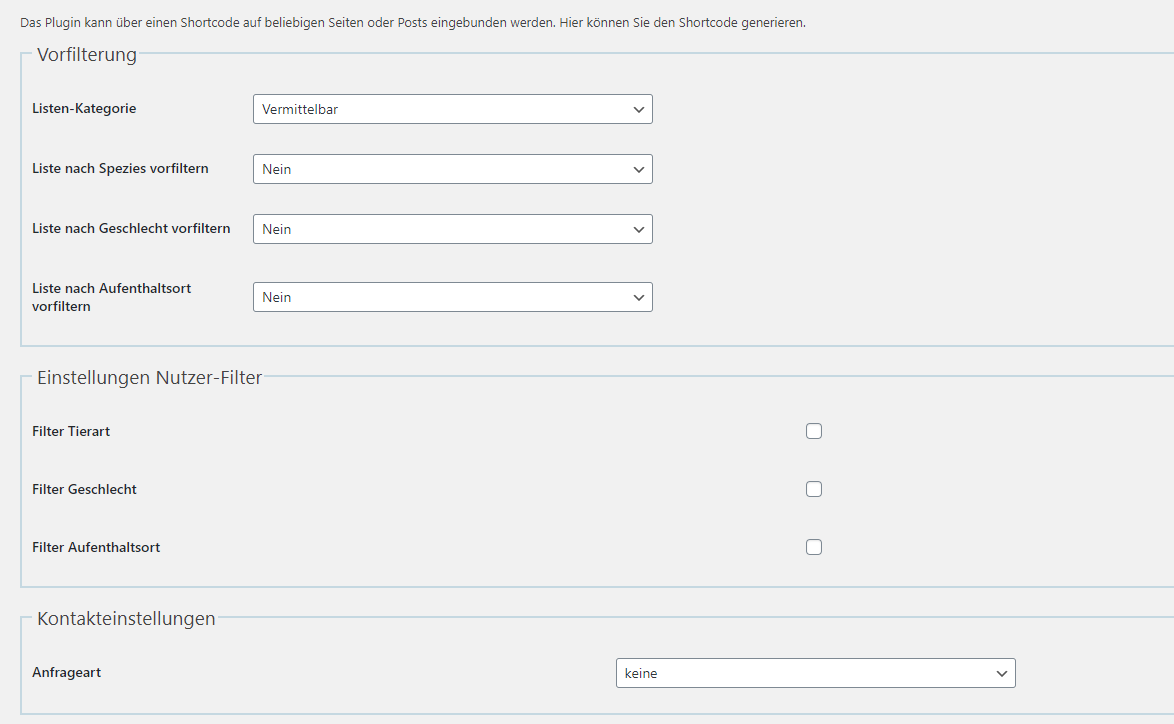 Das Plugin kann über einen Shortcode auf beliebigen Seiten oder Posts eingebunden werden. Hier können Sie den Shortcode generieren.
Vorfilterung
Listen-Kategorie
Vermittelbar
Liste nach Spezies vorfiltern
Nein
Liste nach Geschlecht vorfiltern
Nein
Liste nach Aufenthaltsort
vorfiltern
Nein
Einstellungen Nutzer-Filter
Filter Tierart
Filter Geschlecht
Filter Aufenthaltsort
Kontakteinstellungen
Anfrageart
keine